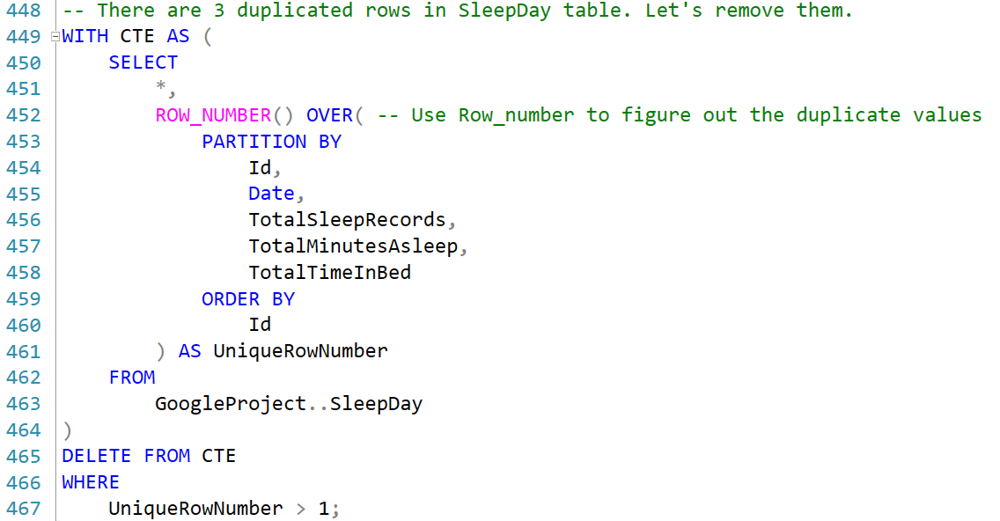 448 -- There are 3 duplicated rows in SleepDay table. Let's remove them.
449 WITH CTE AS (
450 SELECT
451 *,
452 ROW_NUMBER() OVER( -- Use Row_number to figure out the duplicate values
453 PARTITION BY
454 Id,
455 Date,
456 TotalSleepRecords,
457 TotalMinutesAsleep,
458 TotalTimeInBed
459 ORDER BY
460 Id
461 ) AS UniqueRowNumber
462 FROM
463 GoogleProject..SleepDay
464 )
465 DELETE FROM CTE
466 WHERE
467 UniqueRowNumber > 1;